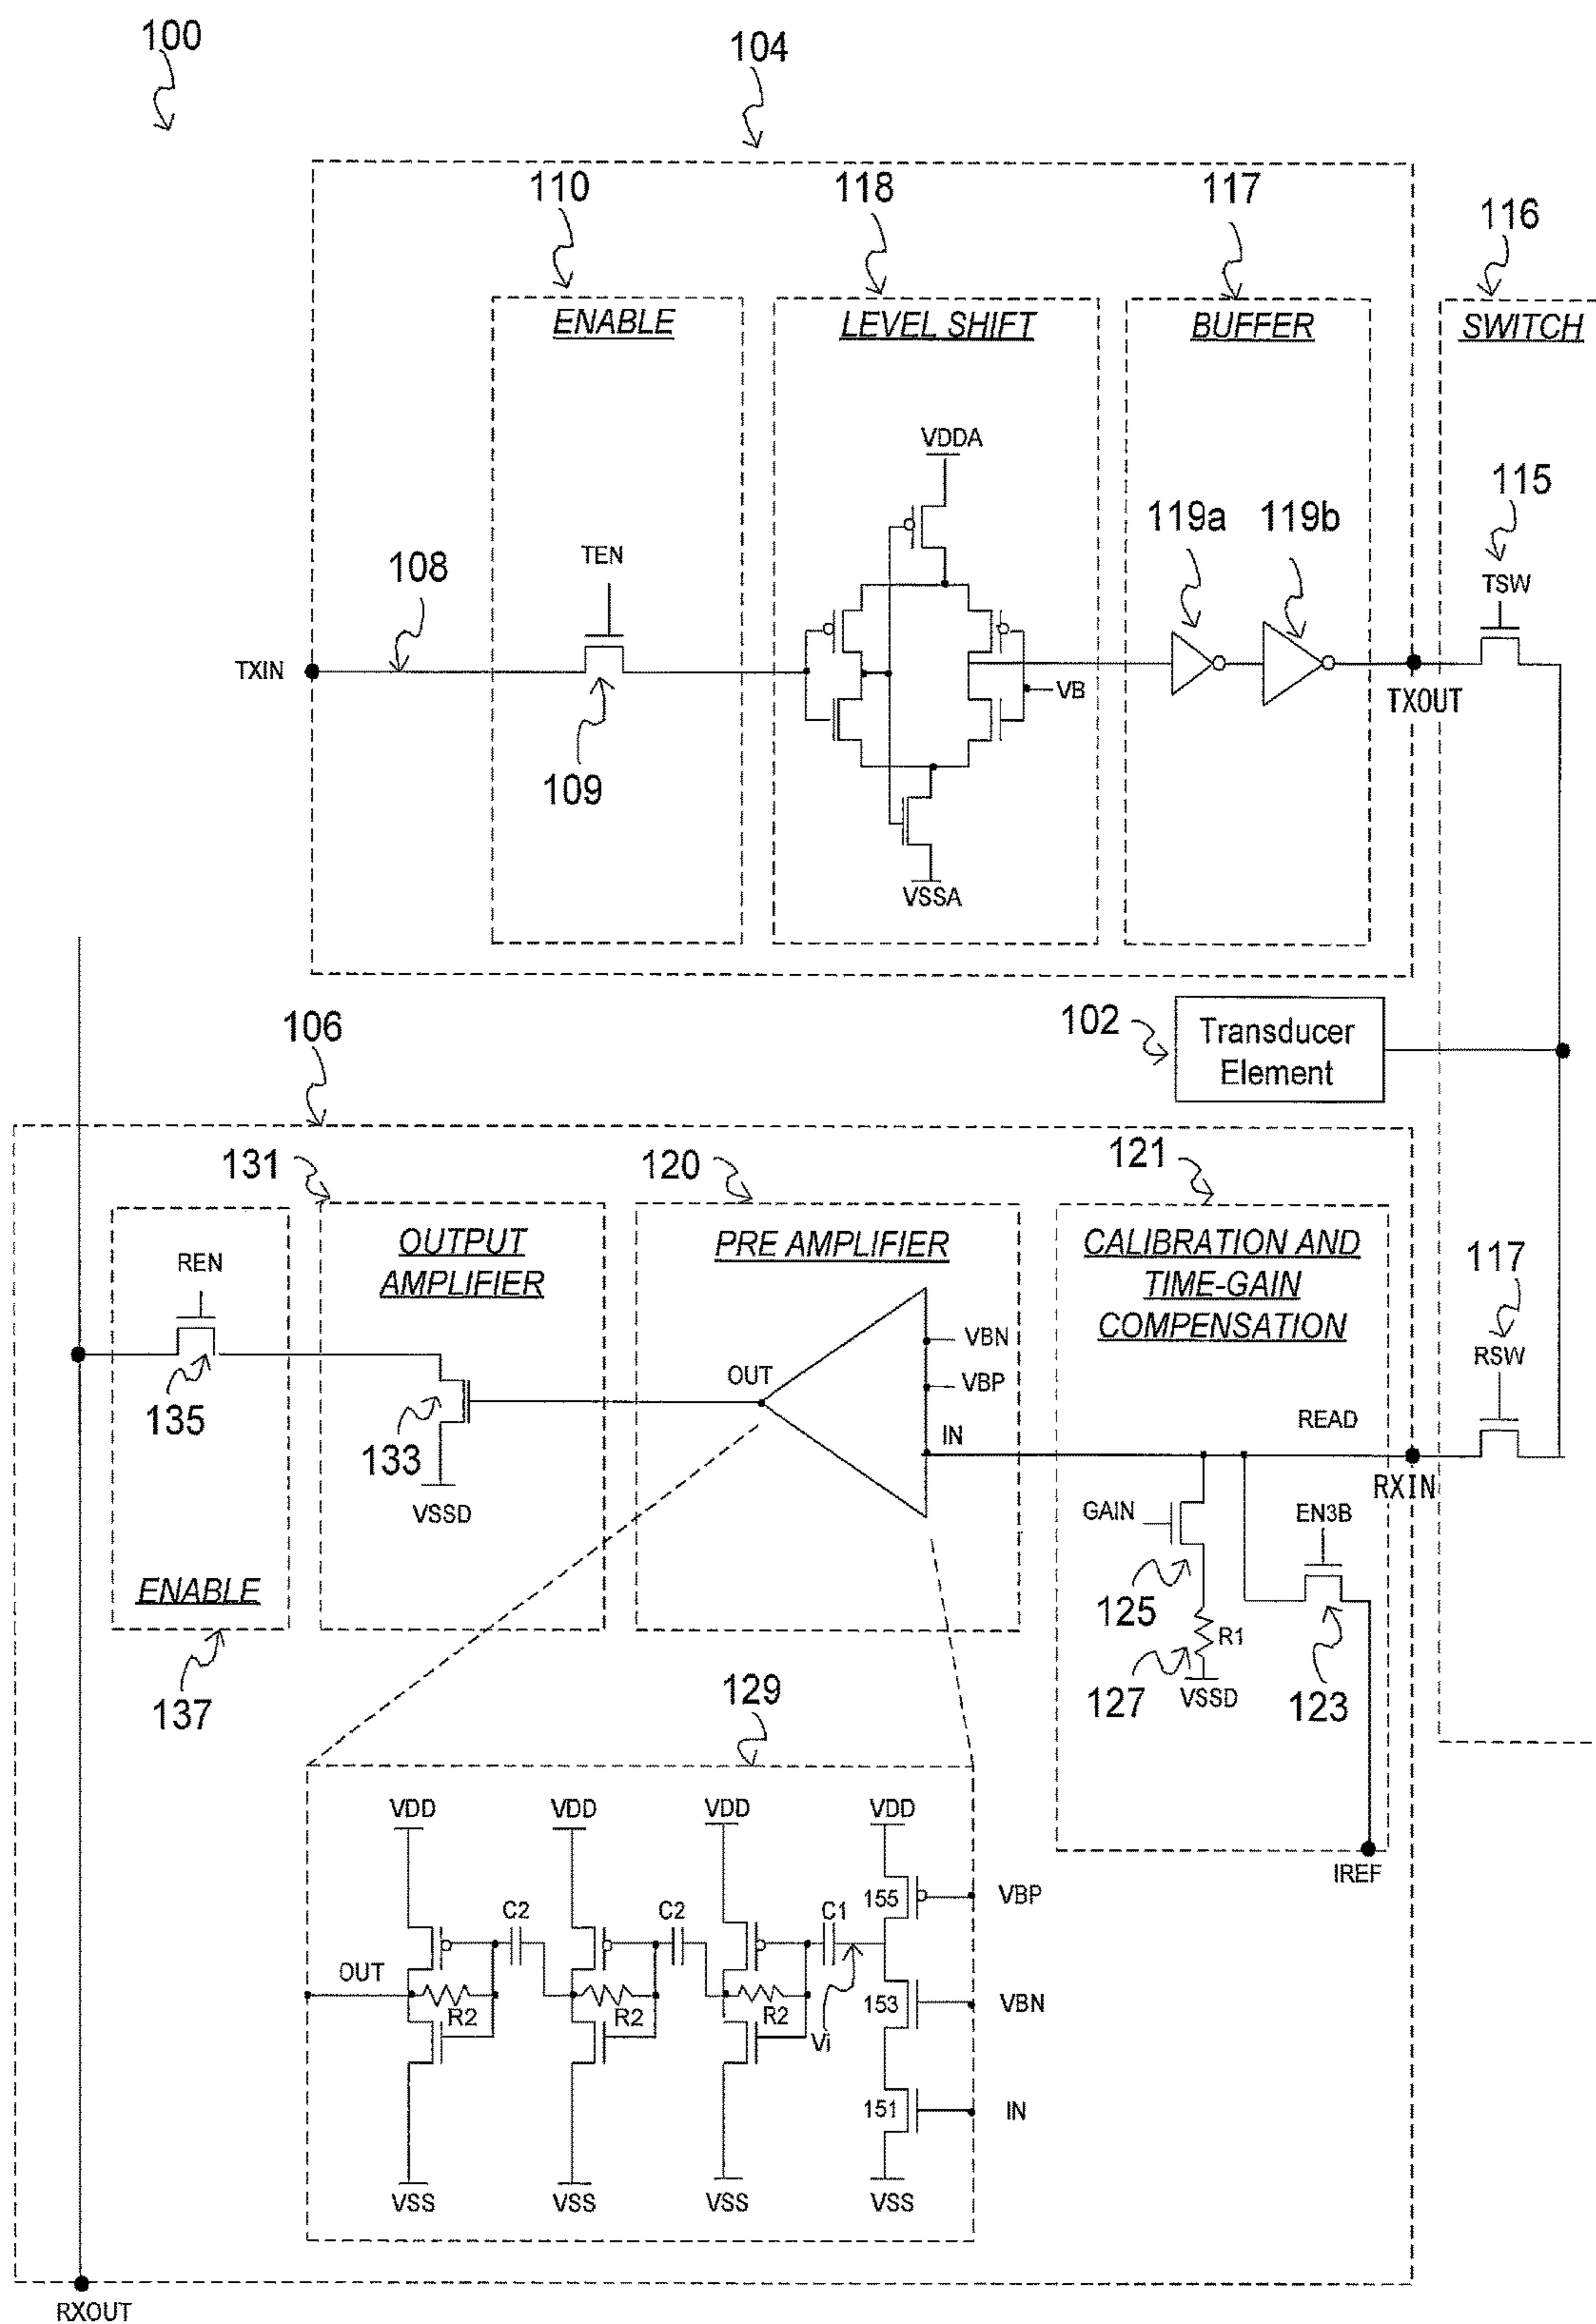 100
104
110
118
117
116
ENABLE
LEVEL SHIFT
BUFFER
SWITCH
VDDA
115
119a
119b
108
TEN
TSW
TXIN
VB
TXOUT
109
VSSA
102
Transducer
Element
106
131
120
121
OUTPUT
AMPLIFIER
PRE AMPLIFIER
CALIBRATION AND
TIME-GAIN
COMPENSATION
117
REN
VBN
RSW
OUT
VBP
135
READ
133
IN
RXIN
VSSD
GAIN
EN3B
ENABLE
125
R1
137
129
127
VSSD
123
VDD
VDD
VDD
VDD
IREF
155
VBP
C2
C2
C1
OUT
R2
R2
R2
153
VBN
Vi
151
IN
VSS
VSS
VSS
VSS
RXOUT